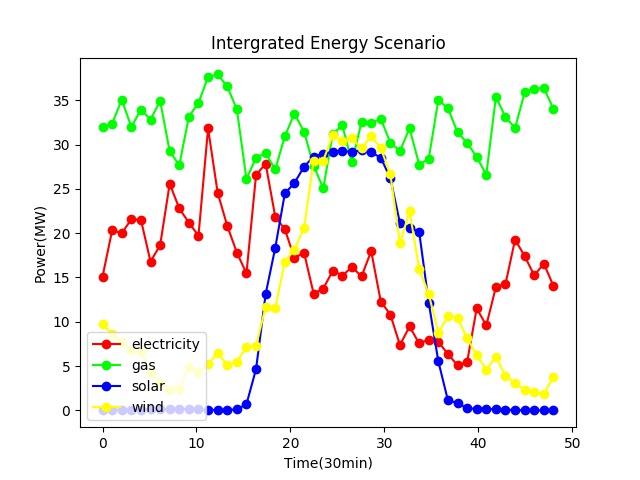 Intergrated Energy Scenario
Power(MW)
35
30
25
20
15
10
5
0
electricity
gas
solar
wind
0 10 20 30 40 50
Time(30min)